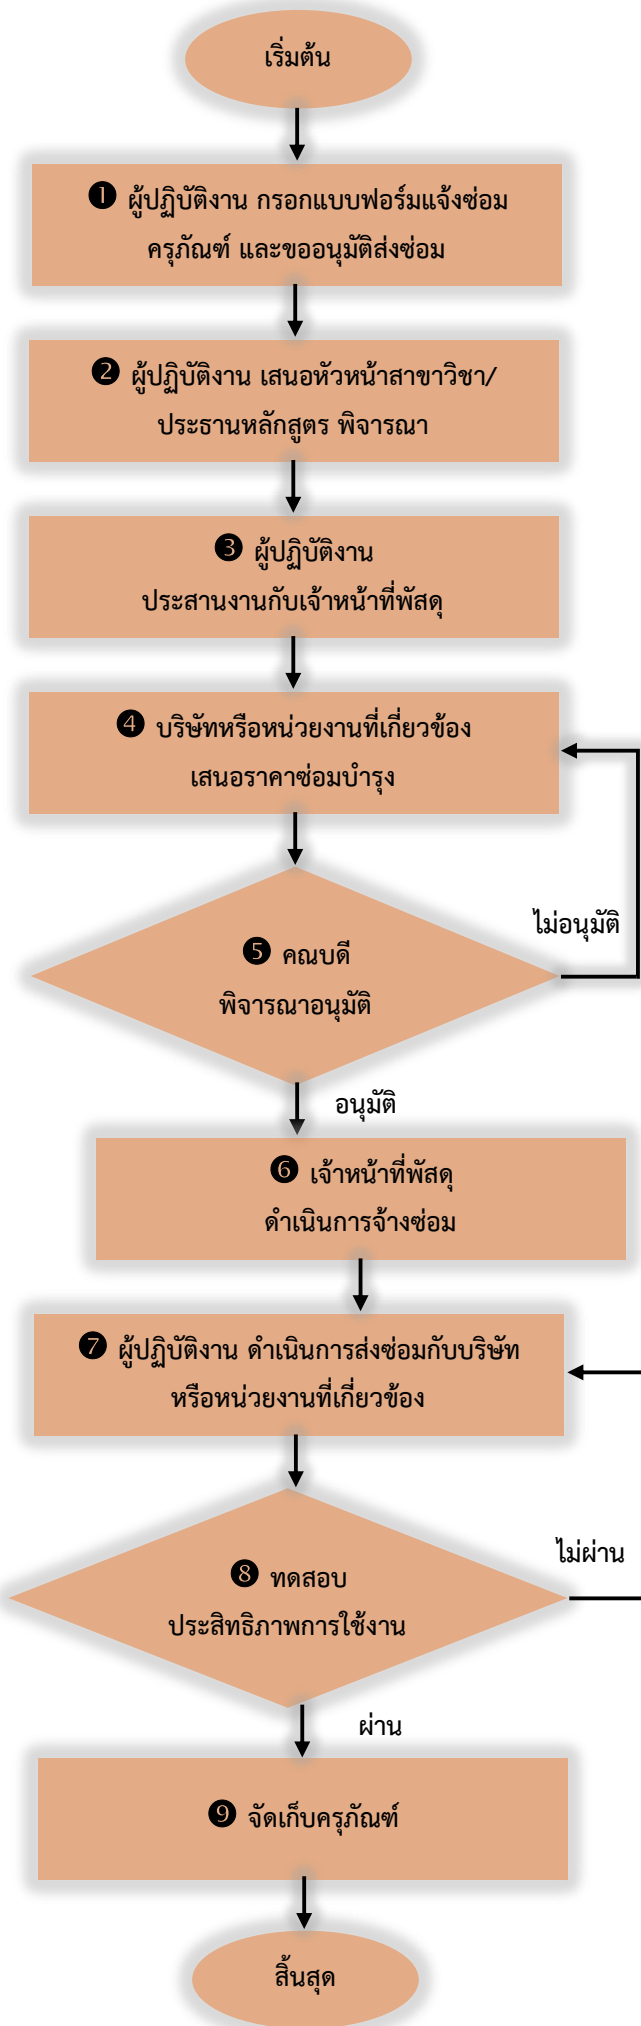 เริ่มต้น
❶ ผู้ปฏิบัติงาน กรอกแบบฟอร์มแจ้งซ่อม
ครุภัณฑ์ และขออนุมัติส่งซ่อม
❷ ผู้ปฏิบัติงาน เสนอหัวหน้าสาขาวิชา/
ประธานหลักสูตร พิจารณา
❸ ผู้ปฏิบัติงาน
ประสานงานกับเจ้าหน้าที่พัสดุ
❹ บริษัทหรือหน่วยงานที่เกี่ยวข้อง
เสนอราคาซ่อมบำรุง
ไม่อนุมัติ
❺ คณบดี
พิจารณาอนุมัติ
อนุมัติ
❻ เจ้าหน้าที่พัสดุ
ดำเนินการจ้างซ่อม
❼ ผู้ปฏิบัติงาน ดำเนินการส่งซ่อมกับบริษัท
หรือหน่วยงานที่เกี่ยวข้อง
ไม่ผ่าน
❽ ทดสอบ
ประสิทธิภาพการใช้งาน
ผ่าน
❾ จัดเก็บครุภัณฑ์
สิ้นสุด